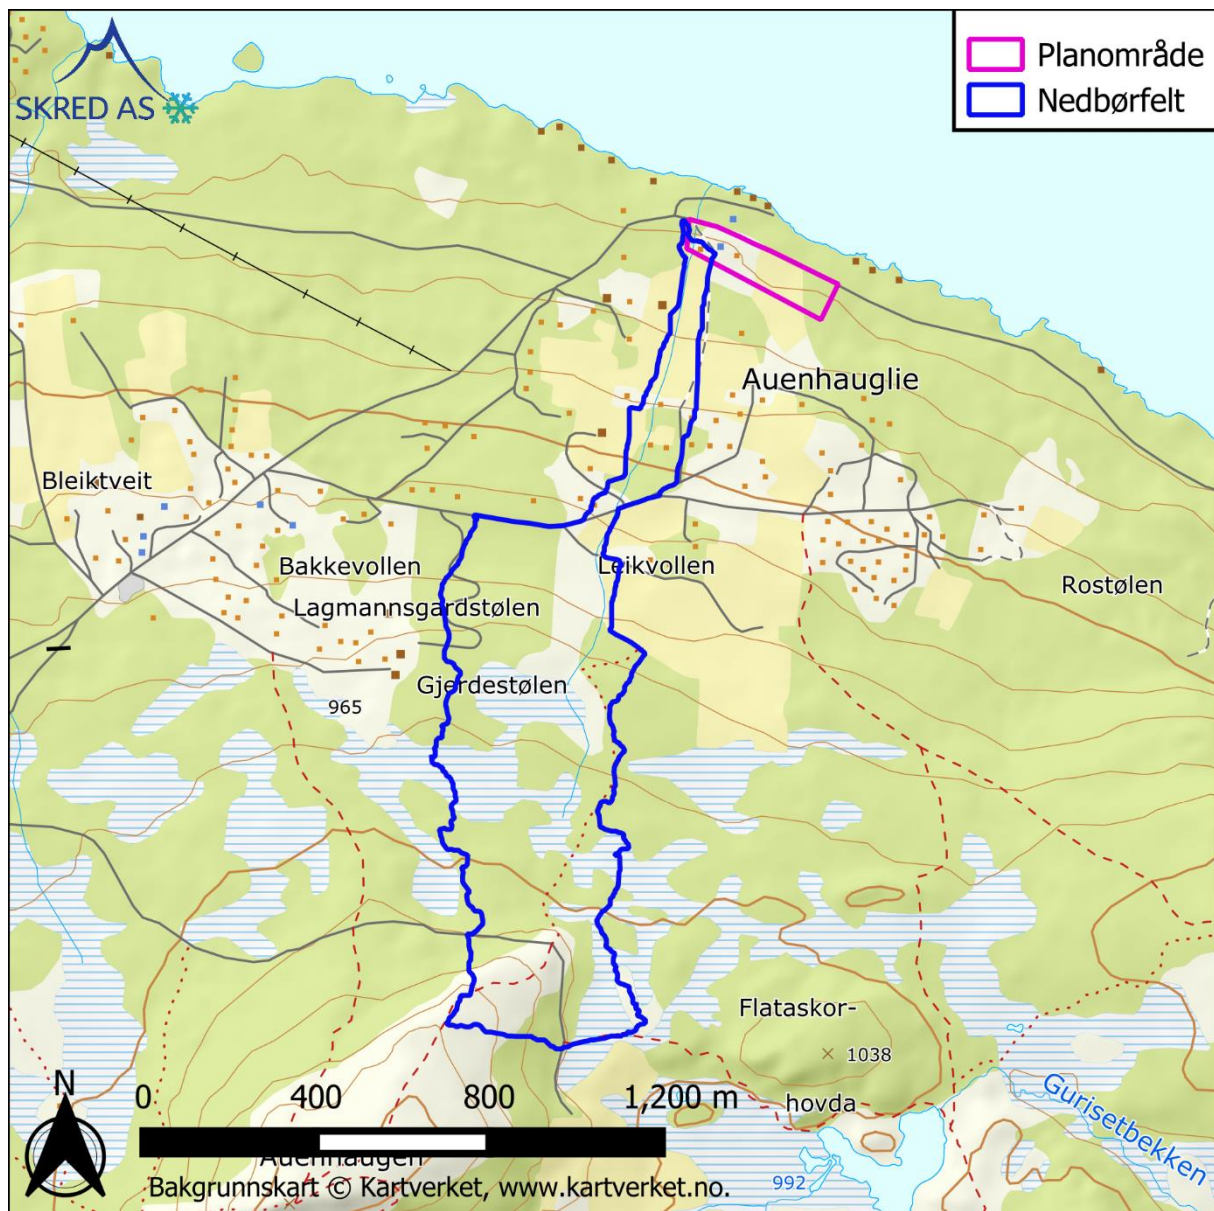 Planområde
Nedbørfelt
SKRED AS
Auenhauglie
Bleiktveit
Bakkevollen
Leikvollen
Rostølen
Lagmannsgardstølen
Gjerdestølen
965
Flataskor-
1038
hovda
Gurisetbekken
N
0 400 800 1,200 m
Auenhaugen
Bakgrunnskart © Kartverket, www.kartverket.no.
992